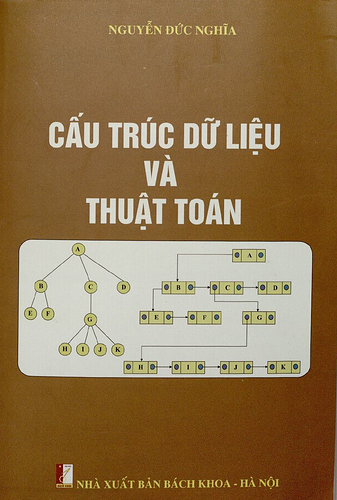 NGUYỄN ĐỨC NGHĨA
CẤU TRÚC DỮ LIỆU
VÀ
THUẬT TOÁN
A
B C D
E F
G
H I J K
A
B C D
E F G
H I J K
NHÀ XUẤT BẢN BÁCH KHOA - HÀ NỘI